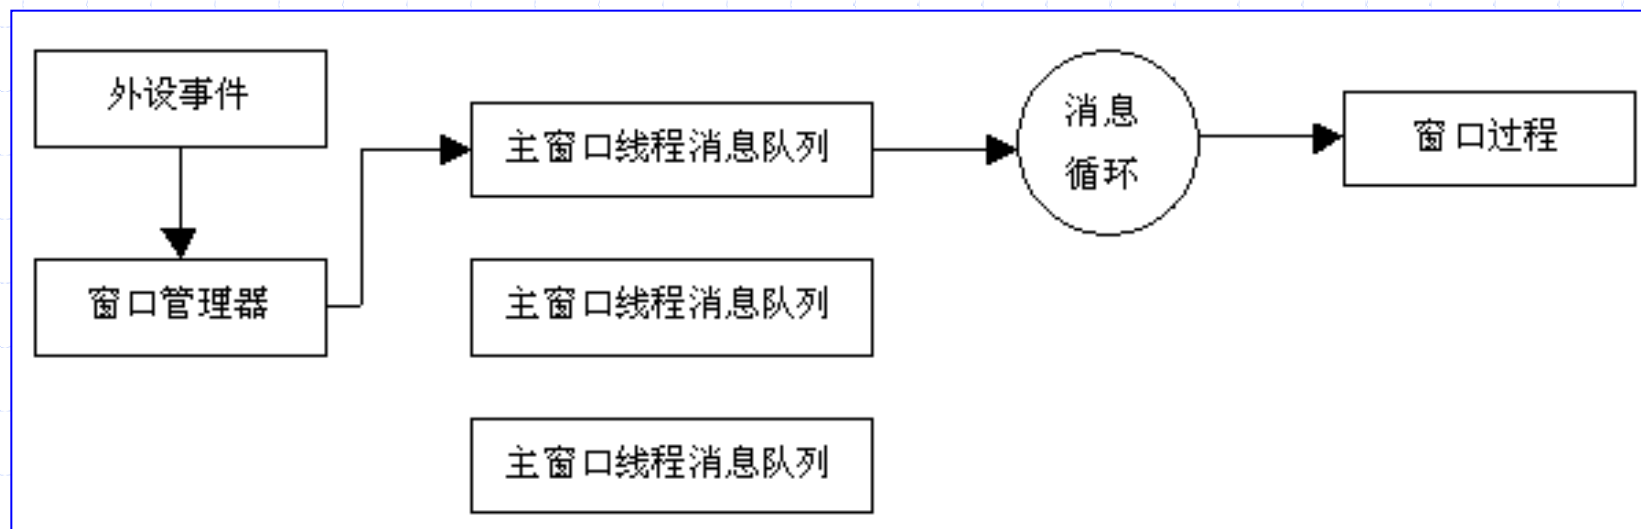 外设事件
主窗口线程消息队列
消息
循环
窗口过程
窗口管理器
主窗口线程消息队列
主窗口线程消息队列